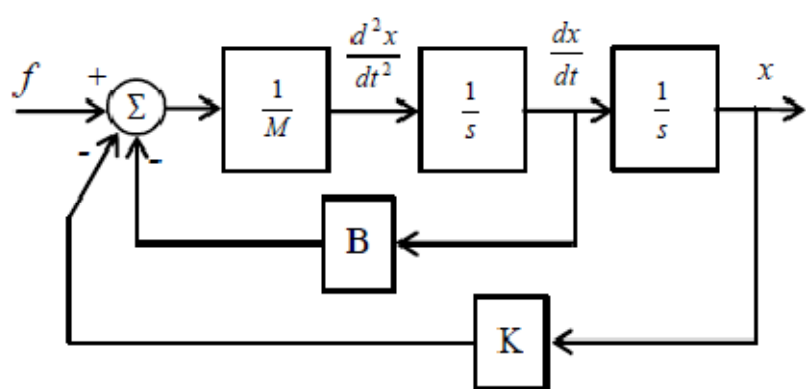 f + Σ 1/M d²x/dt² 1/s dx/dt 1/s x
- -
B
K